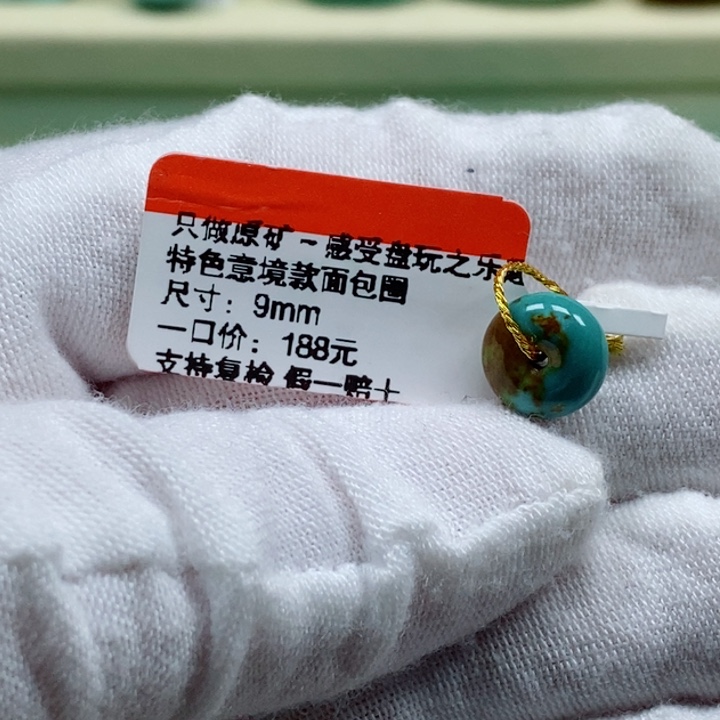 只做原矿~感受盘玩之乐趣
特色意境款面包圈
尺寸：9mm
一口价：188元
支持复检 假一赔十